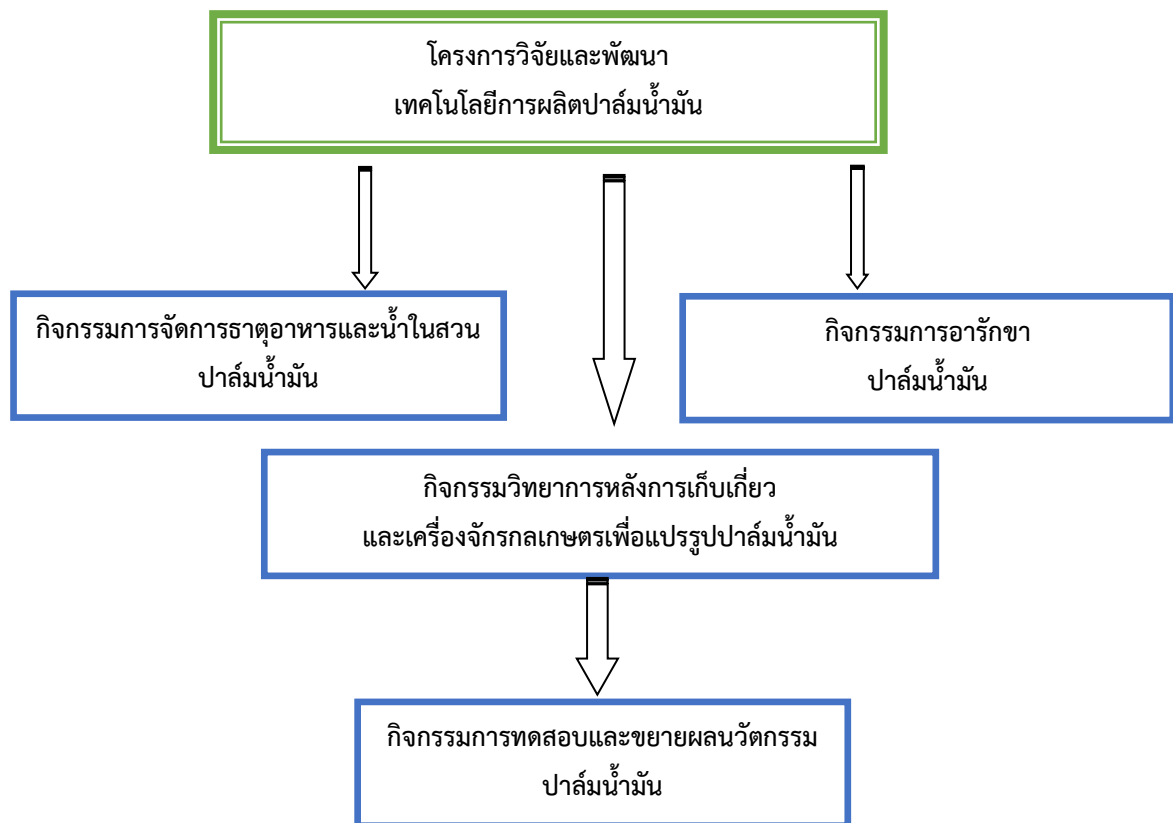 โครงการวิจัยและพัฒนา
เทคโนโลยีการผลิตปาล์มน้ำมัน
กิจกรรมการจัดการธาตุอาหารและน้ำในสวน
ปาล์มน้ำมัน
กิจกรรมการอารักขา
ปาล์มน้ำมัน
กิจกรรมวิทยาการหลังการเก็บเกี่ยว
และเครื่องจักรกลเกษตรเพื่อแปรรูปปาล์มน้ำมัน
กิจกรรมการทดสอบและขยายผลนวัตกรรม
ปาล์มน้ำมัน